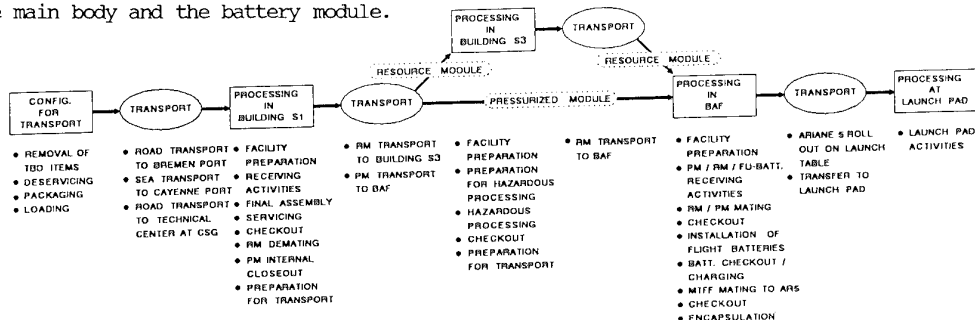 e main body and the battery module.
PROCESSING
IN
BUILDING S3
TRANSPORT
RESOURCE MODULE
RESOURCE MODULE
CONFIG.
FOR
TRANSPORT
TRANSPORT
PROCESSING
IN
BUILDING S1
TRANSPORT
PRESSURIZED MODULE
PROCESSING
IN
BAF
TRANSPORT
PROCESSING
AT
LAUNCH PAD
• REMOVAL OF
TBD ITEMS
• DESERVICING
• PACKAGING
• LOADING
• ROAD TRANSPORT
TO BREMEN PORT
• SEA TRANSPORT
TO CAYENNE PORT
• ROAD TRANSPORT
TO TECHNICAL
CENTER AT CSG
• FACILITY
PREPARATION
• RECEIVING
ACTIVITIES
• FINAL ASSEMBLY
• SERVICING
• CHECKOUT
• RM DEMATING
• PM INTERNAL
CLOSEOUT
• PREPARATION
FOR TRANSPORT
• RM TRANSPORT
TO BUILDING S3
• PM TRANSPORT
TO BAF
• FACILITY
PREPARATION
• PREPARATION
FOR HAZARDOUS
PROCESSING
• HAZARDOUS
PROCESSING
• CHECKOUT
• PREPARATION
FOR TRANSPORT
• RM TRANSPORT
TO BAF
• FACILITY
PREPARATION
• PM / RM / FU-BATT.
RECEIVING
ACTIVITIES
• RM / PM MATING
• CHECKOUT
• INSTALLATION OF
FLIGHT BATTERIES
• BATT. CHECKOUT /
CHARGING
• MTFF MATING TO AR5
• CHECKOUT
• ENCAPSULATION
• ARIANE 5 ROLL
OUT ON LAUNCH
TABLE
• TRANSFER TO
LAUNCH PAD
• LAUNCH PAD
ACTIVITIES